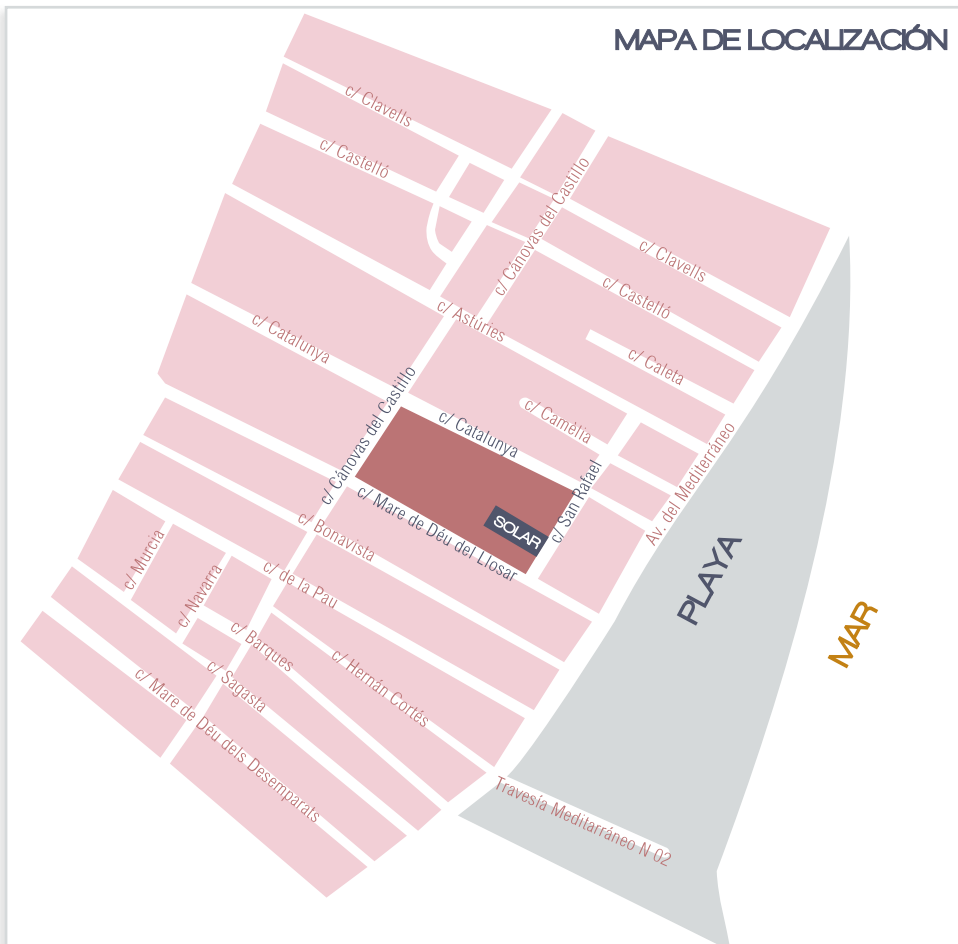 MAPA DE LOCALIZACIÓN
c/ Clavells
c/ Castelló
c/ Cánovas del Castillo
c/ Clavells
c/ Castelló
c/ Astúries
c/ Catalunya
c/ Caleta
c/ Cánovas del Castillo
c/ Camèlia
c/ Catalunya
Av. del Mediterráneo
c/ San Rafael
c/ Mare de Déu del Llosar
SOLAR
c/ Bonavista
c/ Murcia
c/ Navarra
c/ de la Pau
PLAYA
MAR
c/ Barques
c/ Hernán Cortés
c/ Sagasta
c/ Mare de Déu dels Desemparats
Travesía Meditarráneo N 02